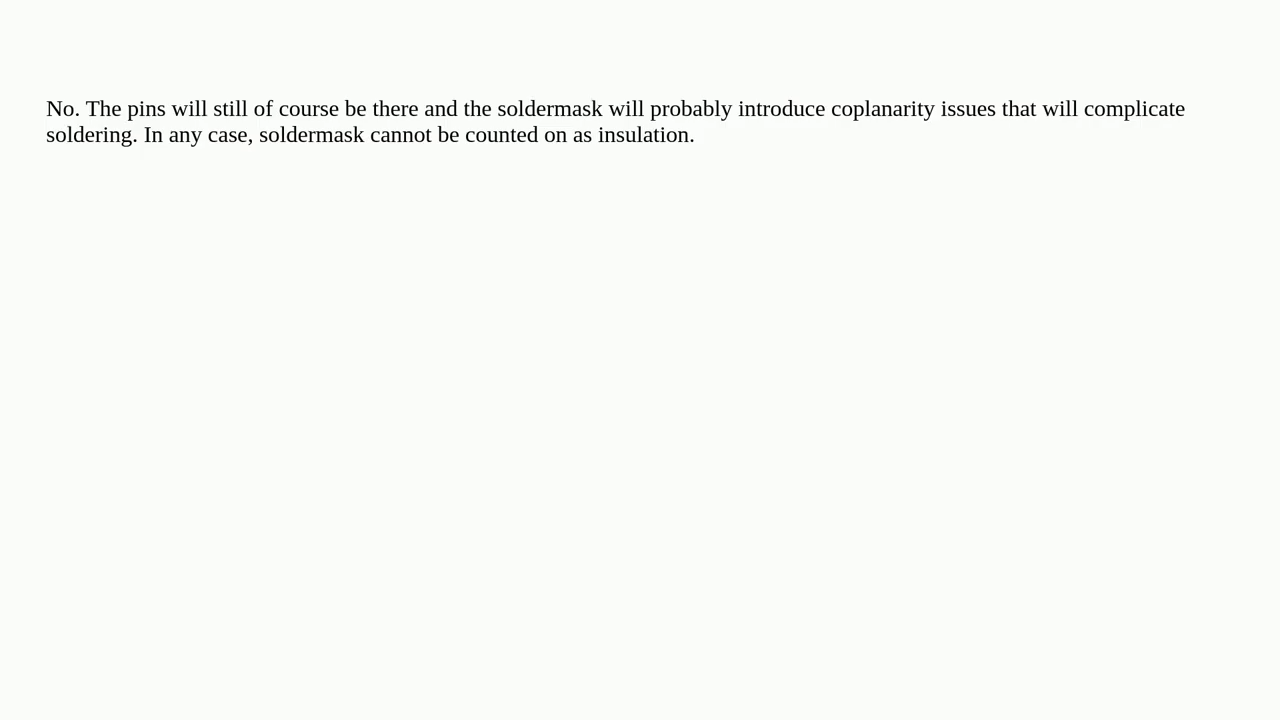 No. The pins will still of course be there and the soldermask will probably introduce coplanarity issues that will complicate
soldering. In any case, soldermask cannot be counted on as insulation.